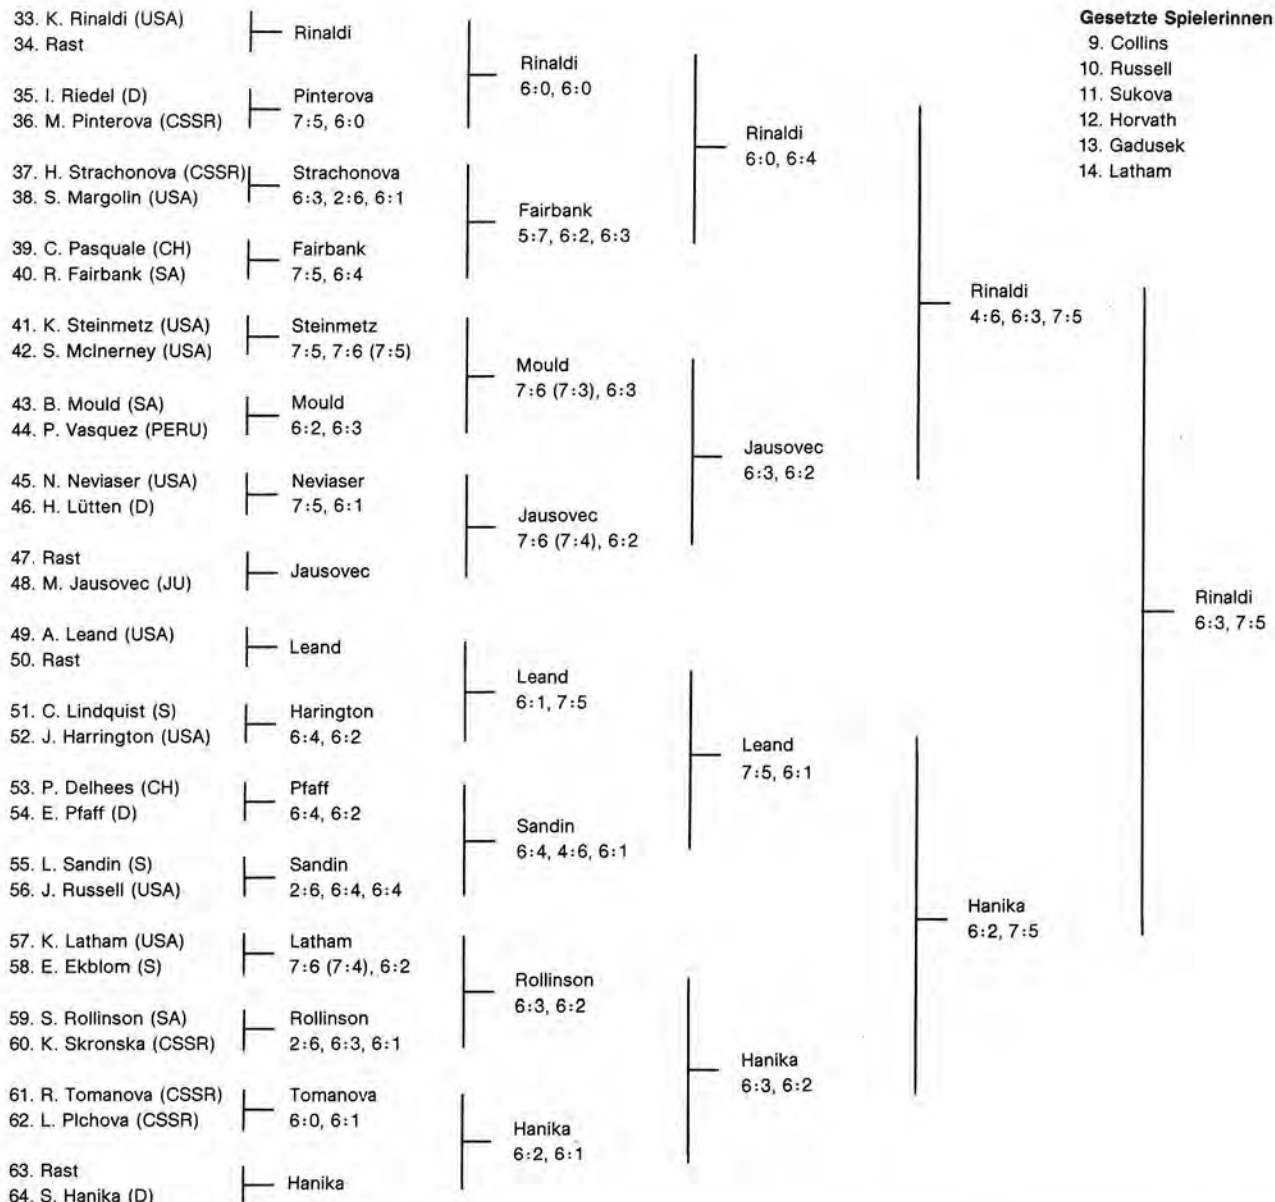 33. K. Rinaldi (USA)
34. Rast
35. I. Riedel (D)
36. M. Pinterova (CSSR)
37. H. Strachonova (CSSR)
38. S. Margolin (USA)
39. C. Pasquale (CH)
40. R. Fairbank (SA)
41. K. Steinmetz (USA)
42. S. McInerney (USA)
43. B. Mould (SA)
44. P. Vasquez (PERU)
45. N. Neviaser (USA)
46. H. Lütten (D)
47. Rast
48. M. Jausovec (JU)
49. A. Leand (USA)
50. Rast
51. C. Lindquist (S)
52. J. Harrington (USA)
53. P. Delhees (CH)
54. E. Pfaff (D)
55. L. Sandin (S)
56. J. Russell (USA)
57. K. Latham (USA)
58. E. Ekblom (S)
59. S. Rollinson (SA)
60. K. Skronska (CSSR)
61. R. Tomanova (CSSR)
62. L. Plchova (CSSR)
63. Rast
64. S. Hanika (D)
Rinaldi
Pinterova
7:5, 6:0
Strachonova
6:3, 2:6, 6:1
Fairbank
7:5, 6:4
Steinmetz
7:5, 7:6 (7:5)
Mould
6:2, 6:3
Neviaser
7:5, 6:1
Jausovec
Leand
Harington
6:4, 6:2
Pfaff
6:4, 6:2
Sandin
2:6, 6:4, 6:4
Latham
7:6 (7:4), 6:2
Rollinson
2:6, 6:3, 6:1
Tomanova
6:0, 6:1
Hanika
Rinaldi
6:0, 6:0
Fairbank
5:7, 6:2, 6:3
Mould
7:6 (7:3), 6:3
Jausovec
7:6 (7:4), 6:2
Leand
6:1, 7:5
Sandin
6:4, 4:6, 6:1
Rollinson
6:3, 6:2
Hanika
6:2, 6:1
Rinaldi
6:0, 6:4
Jausovec
6:3, 6:2
Leand
7:5, 6:1
Hanika
6:3, 6:2
Rinaldi
4:6, 6:3, 7:5
Hanika
6:2, 7:5
Rinaldi
6:3, 7:5
Gesetzte Spielerinnen
9. Collins
10. Russell
11. Sukova
12. Horvath
13. Gadusek
14. Latham